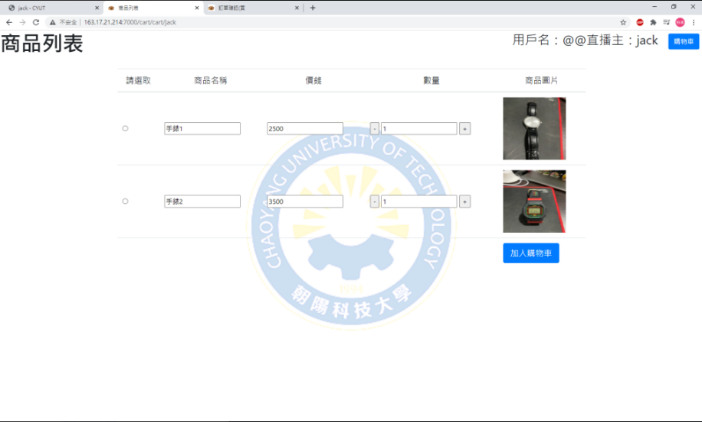 jack - CYUT
商品列表
訂單確認頁
不安全
163.17.21.214:7000/cart/cart/jack
商品列表
用戶名：@@直播主：jack
購物車
請選取
商品名稱
價錢
數量
商品圖片
手錶1
2500
-
1
+
手錶2
3500
-
1
+
加入購物車
CHAOYANG UNIVERSITY OF TECHNOLOGY
朝陽科技大學